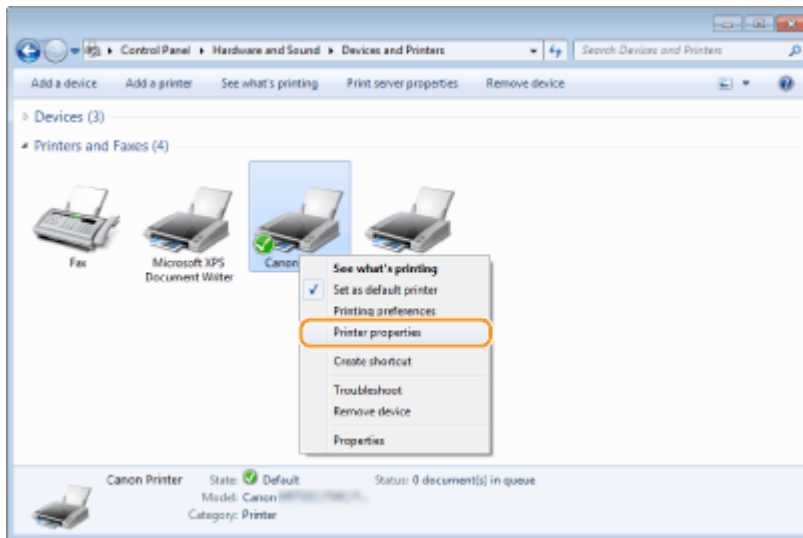 Control Panel ▸ Hardware and Sound ▸ Devices and Printers
Search Devices and Printers
Add a device Add a printer See what's printing Print server properties Remove device
Devices (3)
Printers and Faxes (4)
Fax
Microsoft XPS
Document Writer
Canon
See what's printing
Set as default printer
Printing preferences
Printer properties
Create shortcut
Troubleshoot
Remove device
Properties
Canon Printer State: Default Status: 0 document(s) in queue
Model: Canon
Category: Printer